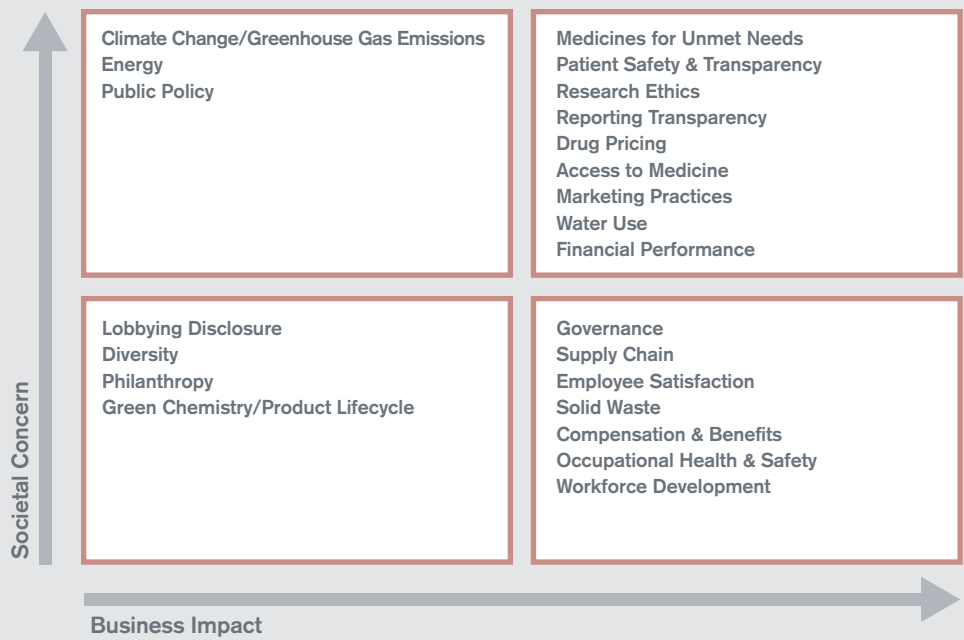 Climate Change/Greenhouse Gas Emissions
Energy
Public Policy
Medicines for Unmet Needs
Patient Safety & Transparency
Research Ethics
Reporting Transparency
Drug Pricing
Access to Medicine
Marketing Practices
Water Use
Financial Performance
Lobbying Disclosure
Diversity
Philanthropy
Green Chemistry/Product Lifecycle
Governance
Supply Chain
Employee Satisfaction
Solid Waste
Compensation & Benefits
Occupational Health & Safety
Workforce Development
Societal Concern
Business Impact